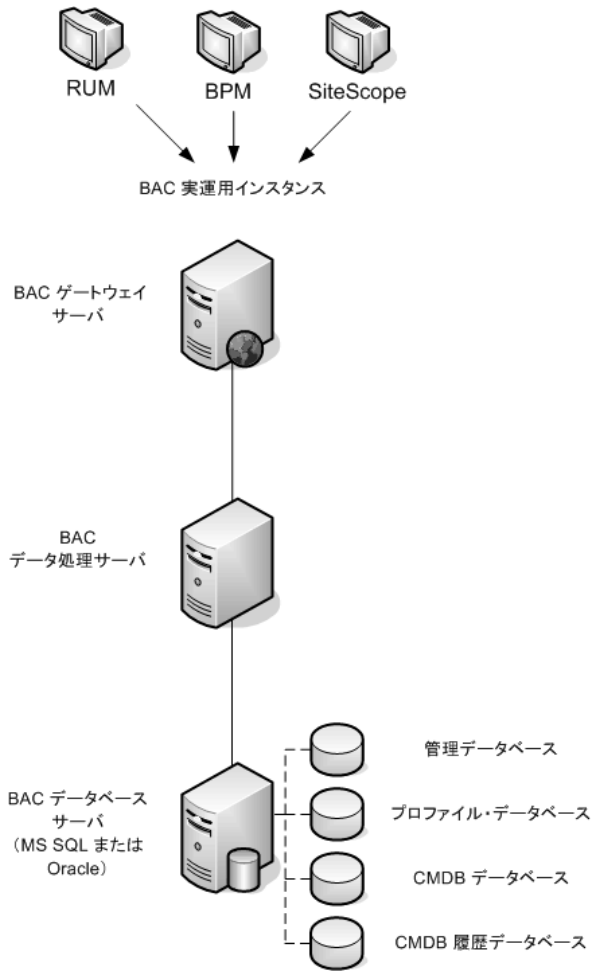 RUM
BPM
SiteScope
BAC 実運用インスタンス
BAC ゲートウェイ
サーバ
BAC
データ処理サーバ
BAC データベース
サーバ
(MS SQL または
Oracle)
管理データベース
プロファイル・データベース
CMDB データベース
CMDB 履歴データベース